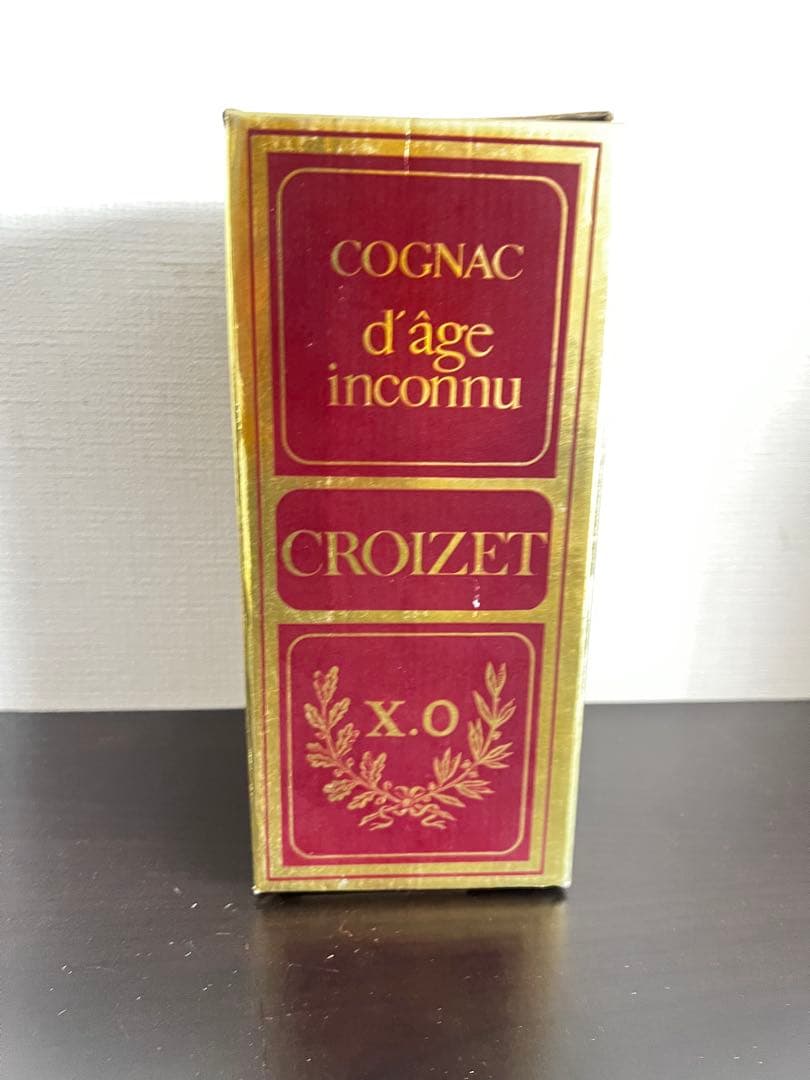 COGNAC
d'âge
inconnu
CROIZET
X.O